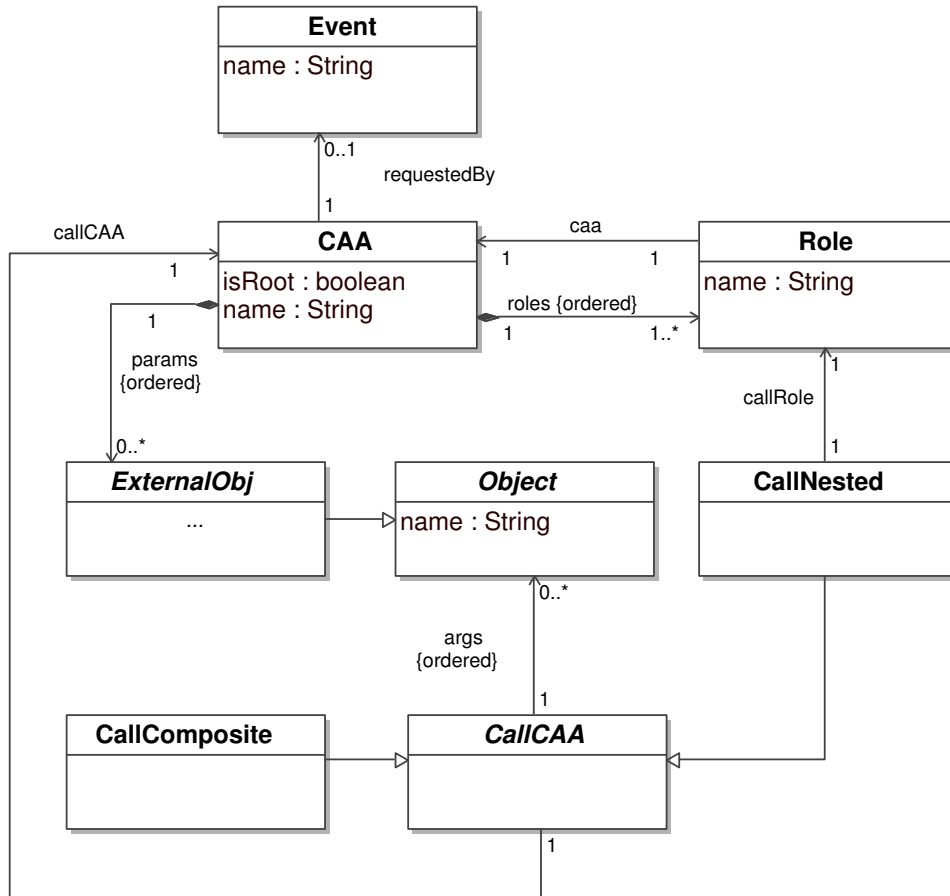 Event
name : String
0..1
requestedBy
1
callCAA
1
CAA
isRoot : boolean
name : String
caa
1
1
Role
name : String
roles {ordered}
1
1..*
1
params
{ordered}
0..*
1
callRole
1
ExternalObj
...
Object
name : String
CallNested
0..*
args
{ordered}
1
CallComposite
CallCAA
1